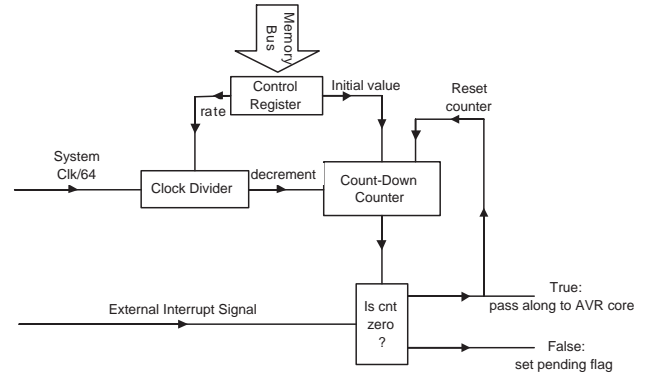 Memory
Bus
Control
Register
Initial value
Reset
counter
rate
System
Clk/64
Clock Divider
decrement
Count-Down
Counter
External Interrupt Signal
Is cnt
zero
?
True:
pass along to AVR core
False:
set pending flag